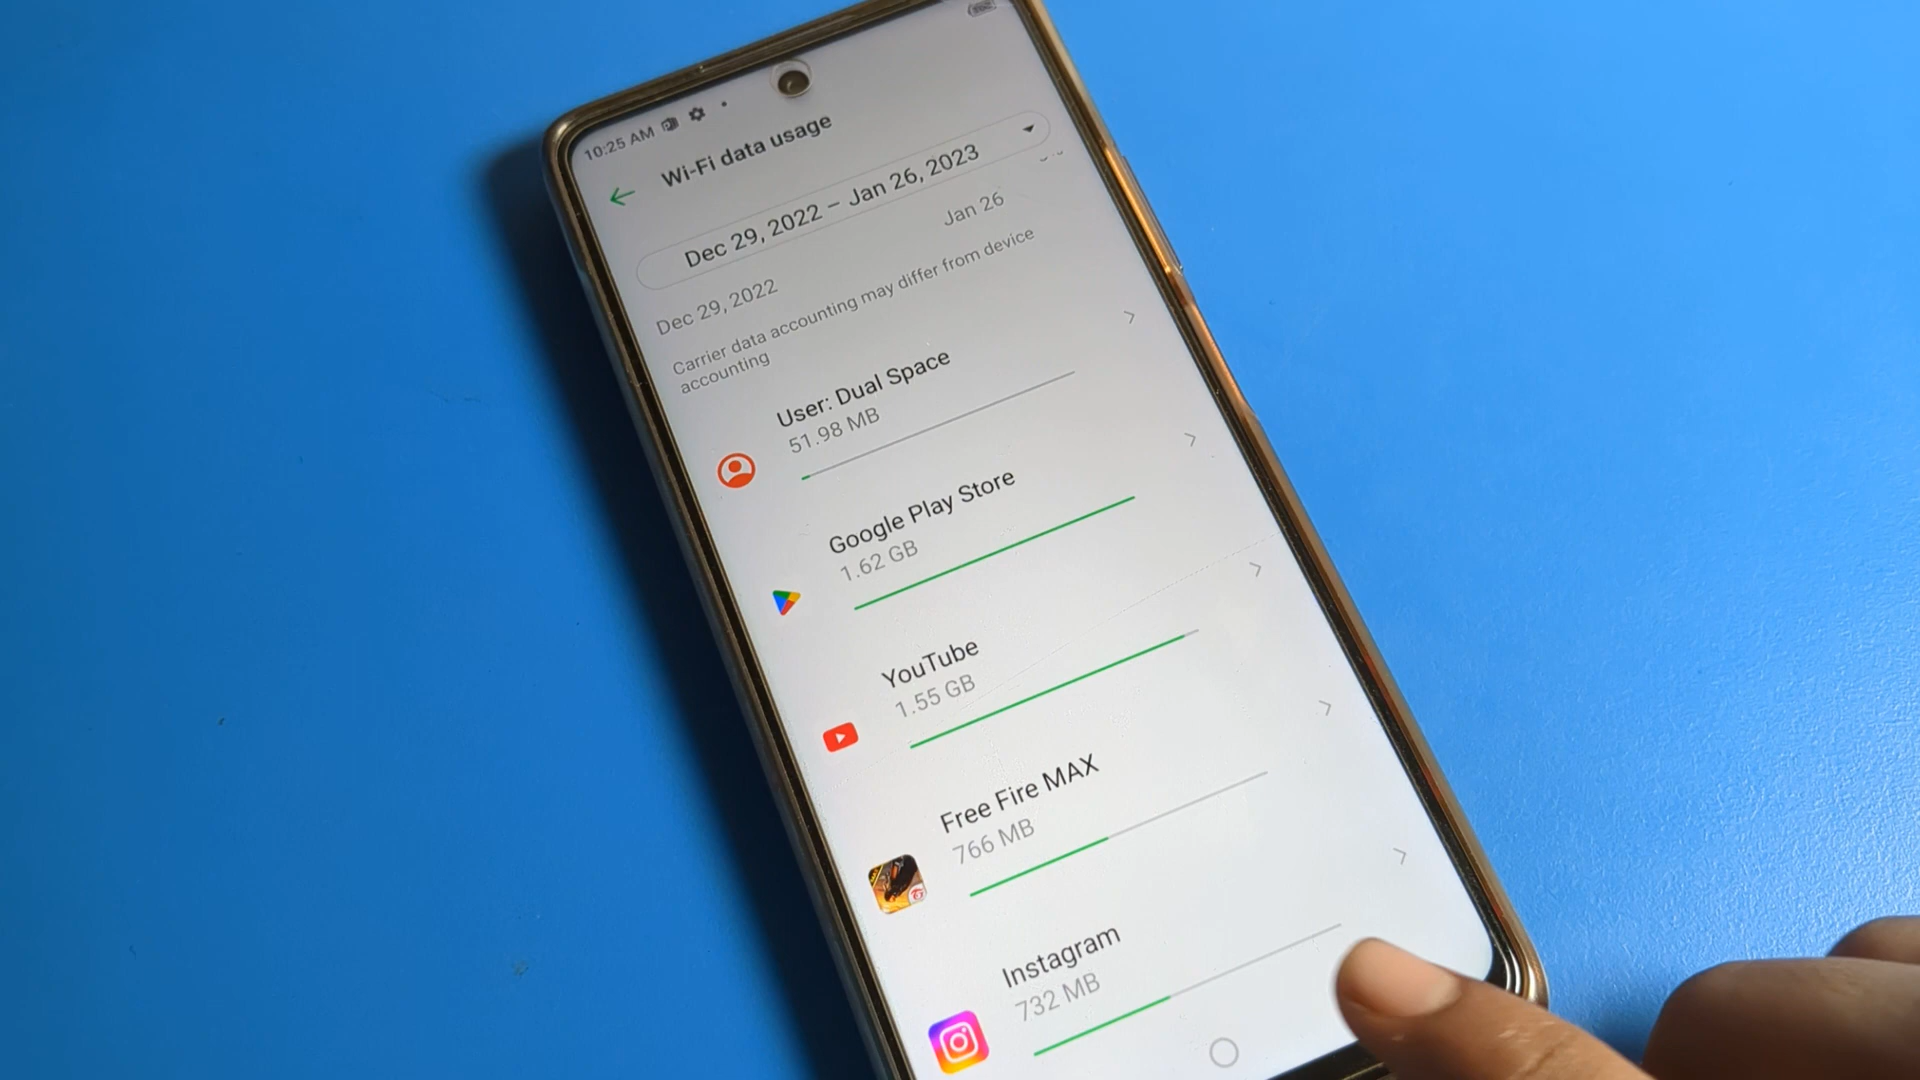 10:25 AM
Wi-Fi data usage
Dec 29, 2022 – Jan 26, 2023
Dec 29, 2022
Jan 26
Carrier data accounting may differ from device
accounting
User: Dual Space
51.98 MB
Google Play Store
1.62 GB
YouTube
1.55 GB
Free Fire MAX
766 MB
Instagram
732 MB